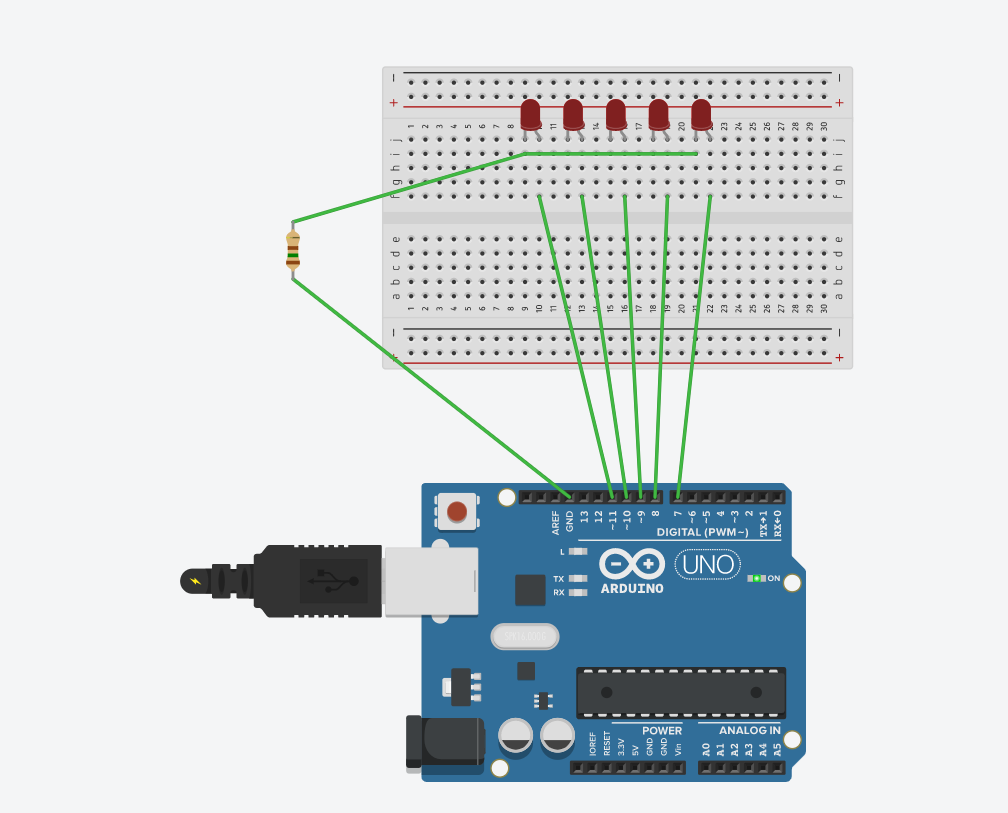 − −
+ +
1 2 3 4 5 6 7 8 9 10 11 12 13 14 15 16 17 18 19 20 21 22 23 24 25 26 27 28 29 30
j j
i i
h h
g g
f f
e e
d d
c c
b b
a a
1 2 3 4 5 6 7 8 9 10 11 12 13 14 15 16 17 18 19 20 21 22 23 24 25 26 27 28 29 30
− −
+ +
AREF GND 13 12 ~11 ~10 ~9 8 7 ~6 ~5 4 ~3 2 TX→1 RX←0
DIGITAL (PWM~)
L
TX
RX
ARDUINO
UNO
ON
POWER
ANALOG IN
IOREF RESET 3.3V 5V GND GND Vin A0 A1 A2 A3 A4 A5